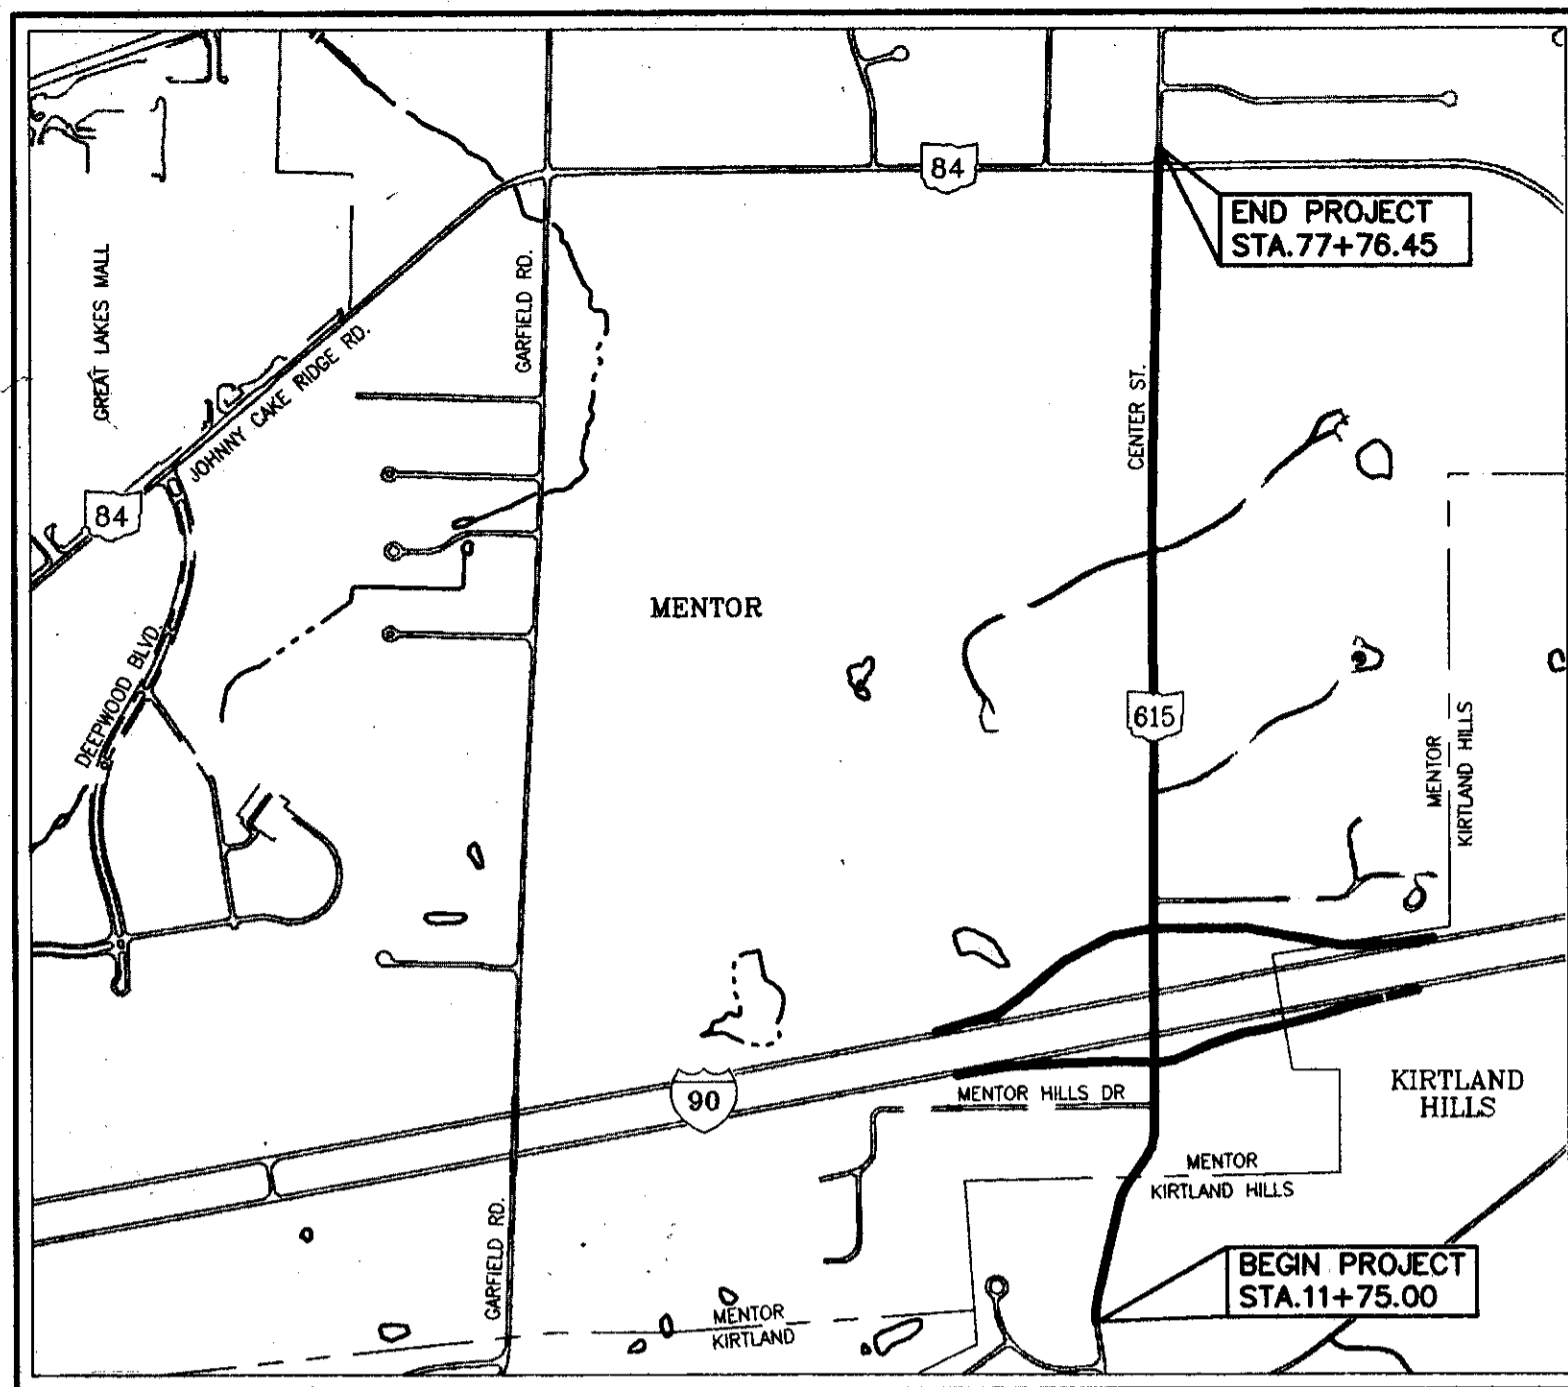 84
END PROJECT
STA.77+76.45
GREAT LAKES MALL
GARFIELD RD.
JOHNNY CAKE RIDGE RD.
CENTER ST.
84
MENTOR
DEEPWOOD BLVD.
615
MENTOR
KIRTLAND HILLS
90
MENTOR HILLS DR
KIRTLAND
HILLS
MENTOR
KIRTLAND HILLS
GARFIELD RD.
BEGIN PROJECT
STA.11+75.00
MENTOR
KIRTLAND